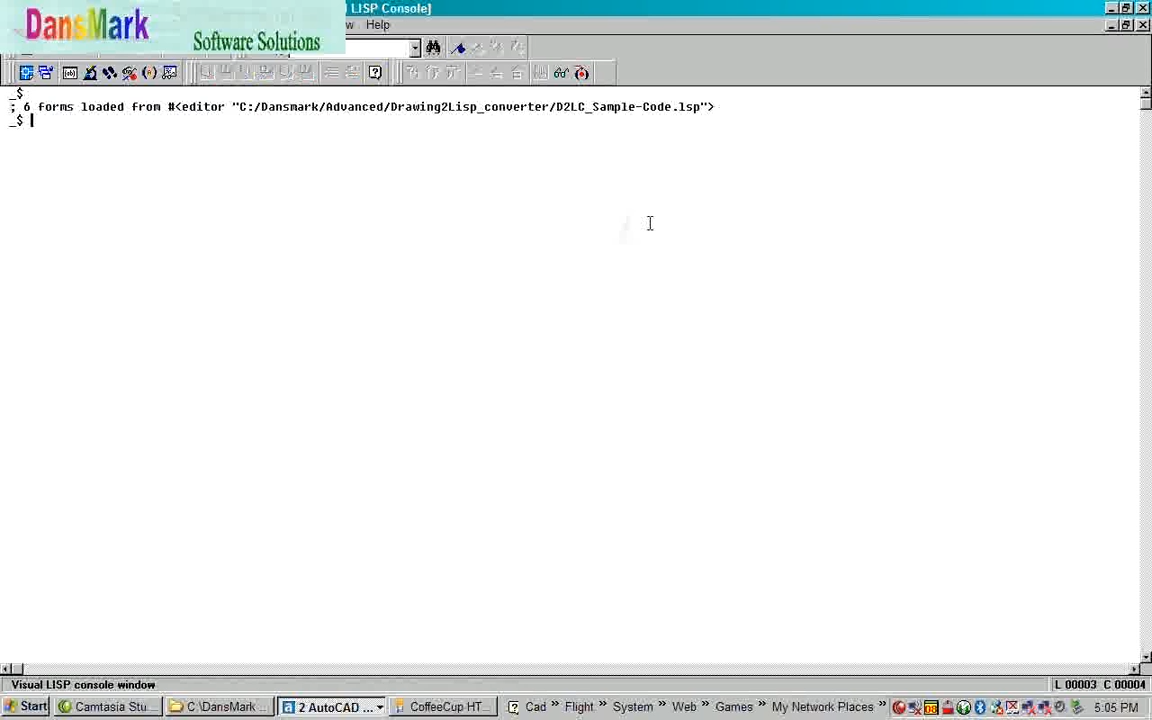 LISP Console]
DansMark
Software Solutions
w Help
_$
; 6 forms loaded from #<editor "C:/Dansmark/Advanced/Drawing2Lisp_converter/D2LC_Sample-Code.lsp">
_$
Visual LISP console window
L 00003 C 00004
Start Camtasia Stu... C:\DansMark ... 2 AutoCAD ... CoffeeCup HT... Cad » Flight » System » Web » Games » My Network Places » 5:05 PM